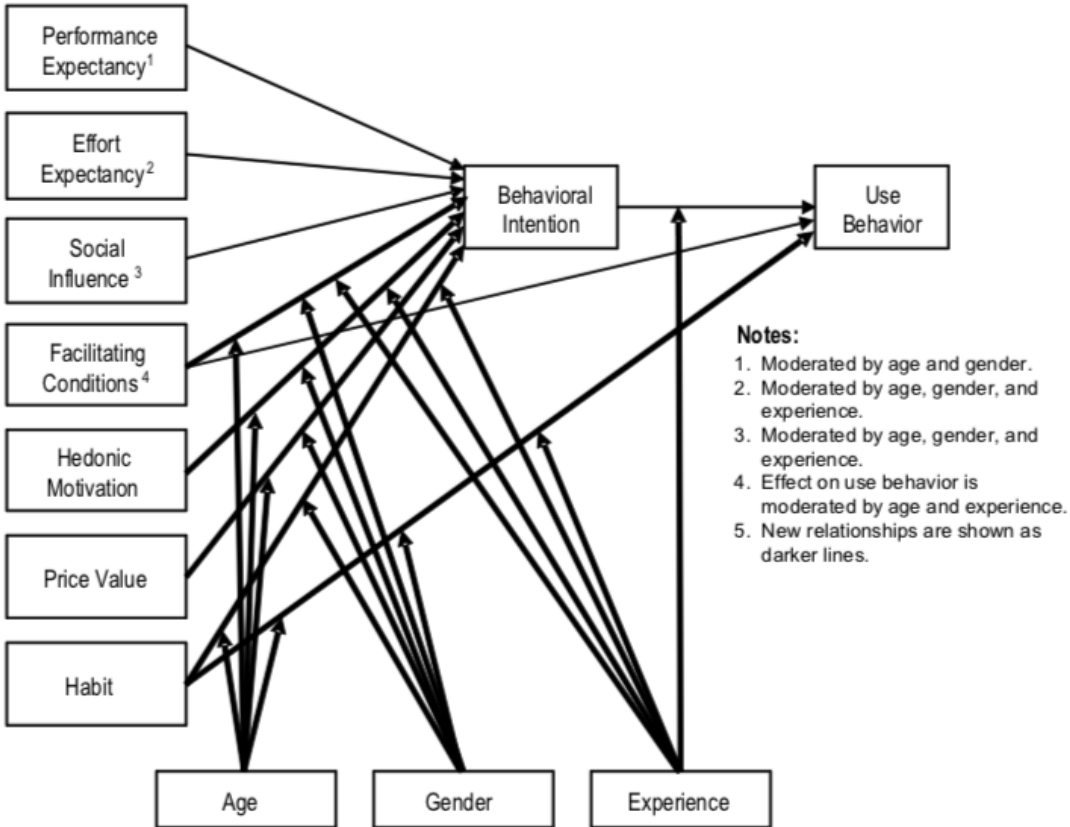 Performance
Expectancy¹
Effort
Expectancy²
Social
Influence ³
Facilitating
Conditions ⁴
Hedonic
Motivation
Price Value
Habit
Behavioral
Intention
Use
Behavior
Notes:
1. Moderated by age and gender.
2. Moderated by age, gender, and
experience.
3. Moderated by age, gender, and
experience.
4. Effect on use behavior is
moderated by age and experience.
5. New relationships are shown as
darker lines.
Age
Gender
Experience